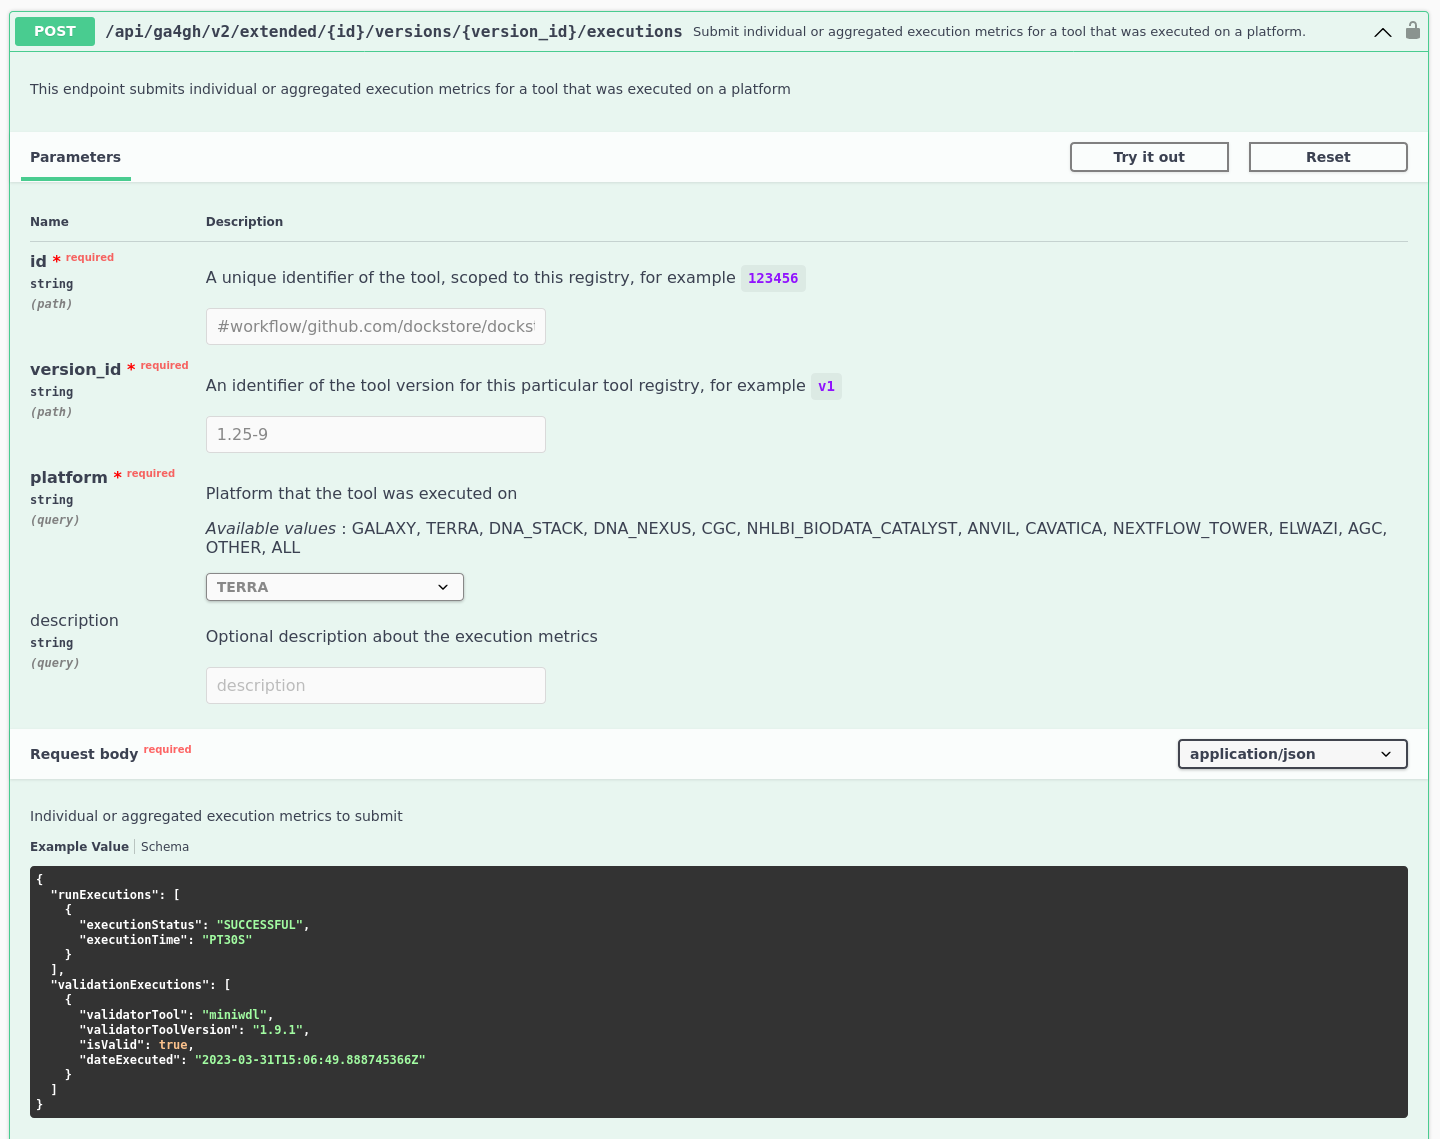 POST /api/ga4gh/v2/extended/{id}/versions/{version_id}/executions Submit individual or aggregated execution metrics for a tool that was executed on a platform.
This endpoint submits individual or aggregated execution metrics for a tool that was executed on a platform
Parameters Try it out Reset
Name Description
id * required
string
(path)
A unique identifier of the tool, scoped to this registry, for example 123456
#workflow/github.com/dockstore/dockst
version_id * required
string
(path)
An identifier of the tool version for this particular tool registry, for example v1
1.25-9
platform * required
string
(query)
Platform that the tool was executed on
Available values : GALAXY, TERRA, DNA_STACK, DNA_NEXUS, CGC, NHLBI_BIODATA_CATALYST, ANVIL, CAVATICA, NEXTFLOW_TOWER, ELWAZI, AGC,
OTHER, ALL
TERRA
description
string
(query)
Optional description about the execution metrics
description
Request body required application/json
Individual or aggregated execution metrics to submit
Example Value Schema
{
  "runExecutions": [
    {
      "executionStatus": "SUCCESSFUL",
      "executionTime": "PT30S"
    }
  ],
  "validationExecutions": [
    {
      "validatorTool": "miniwdl",
      "validatorToolVersion": "1.9.1",
      "isValid": true,
      "dateExecuted": "2023-03-31T15:06:49.888745366Z"
    }
  ]
}